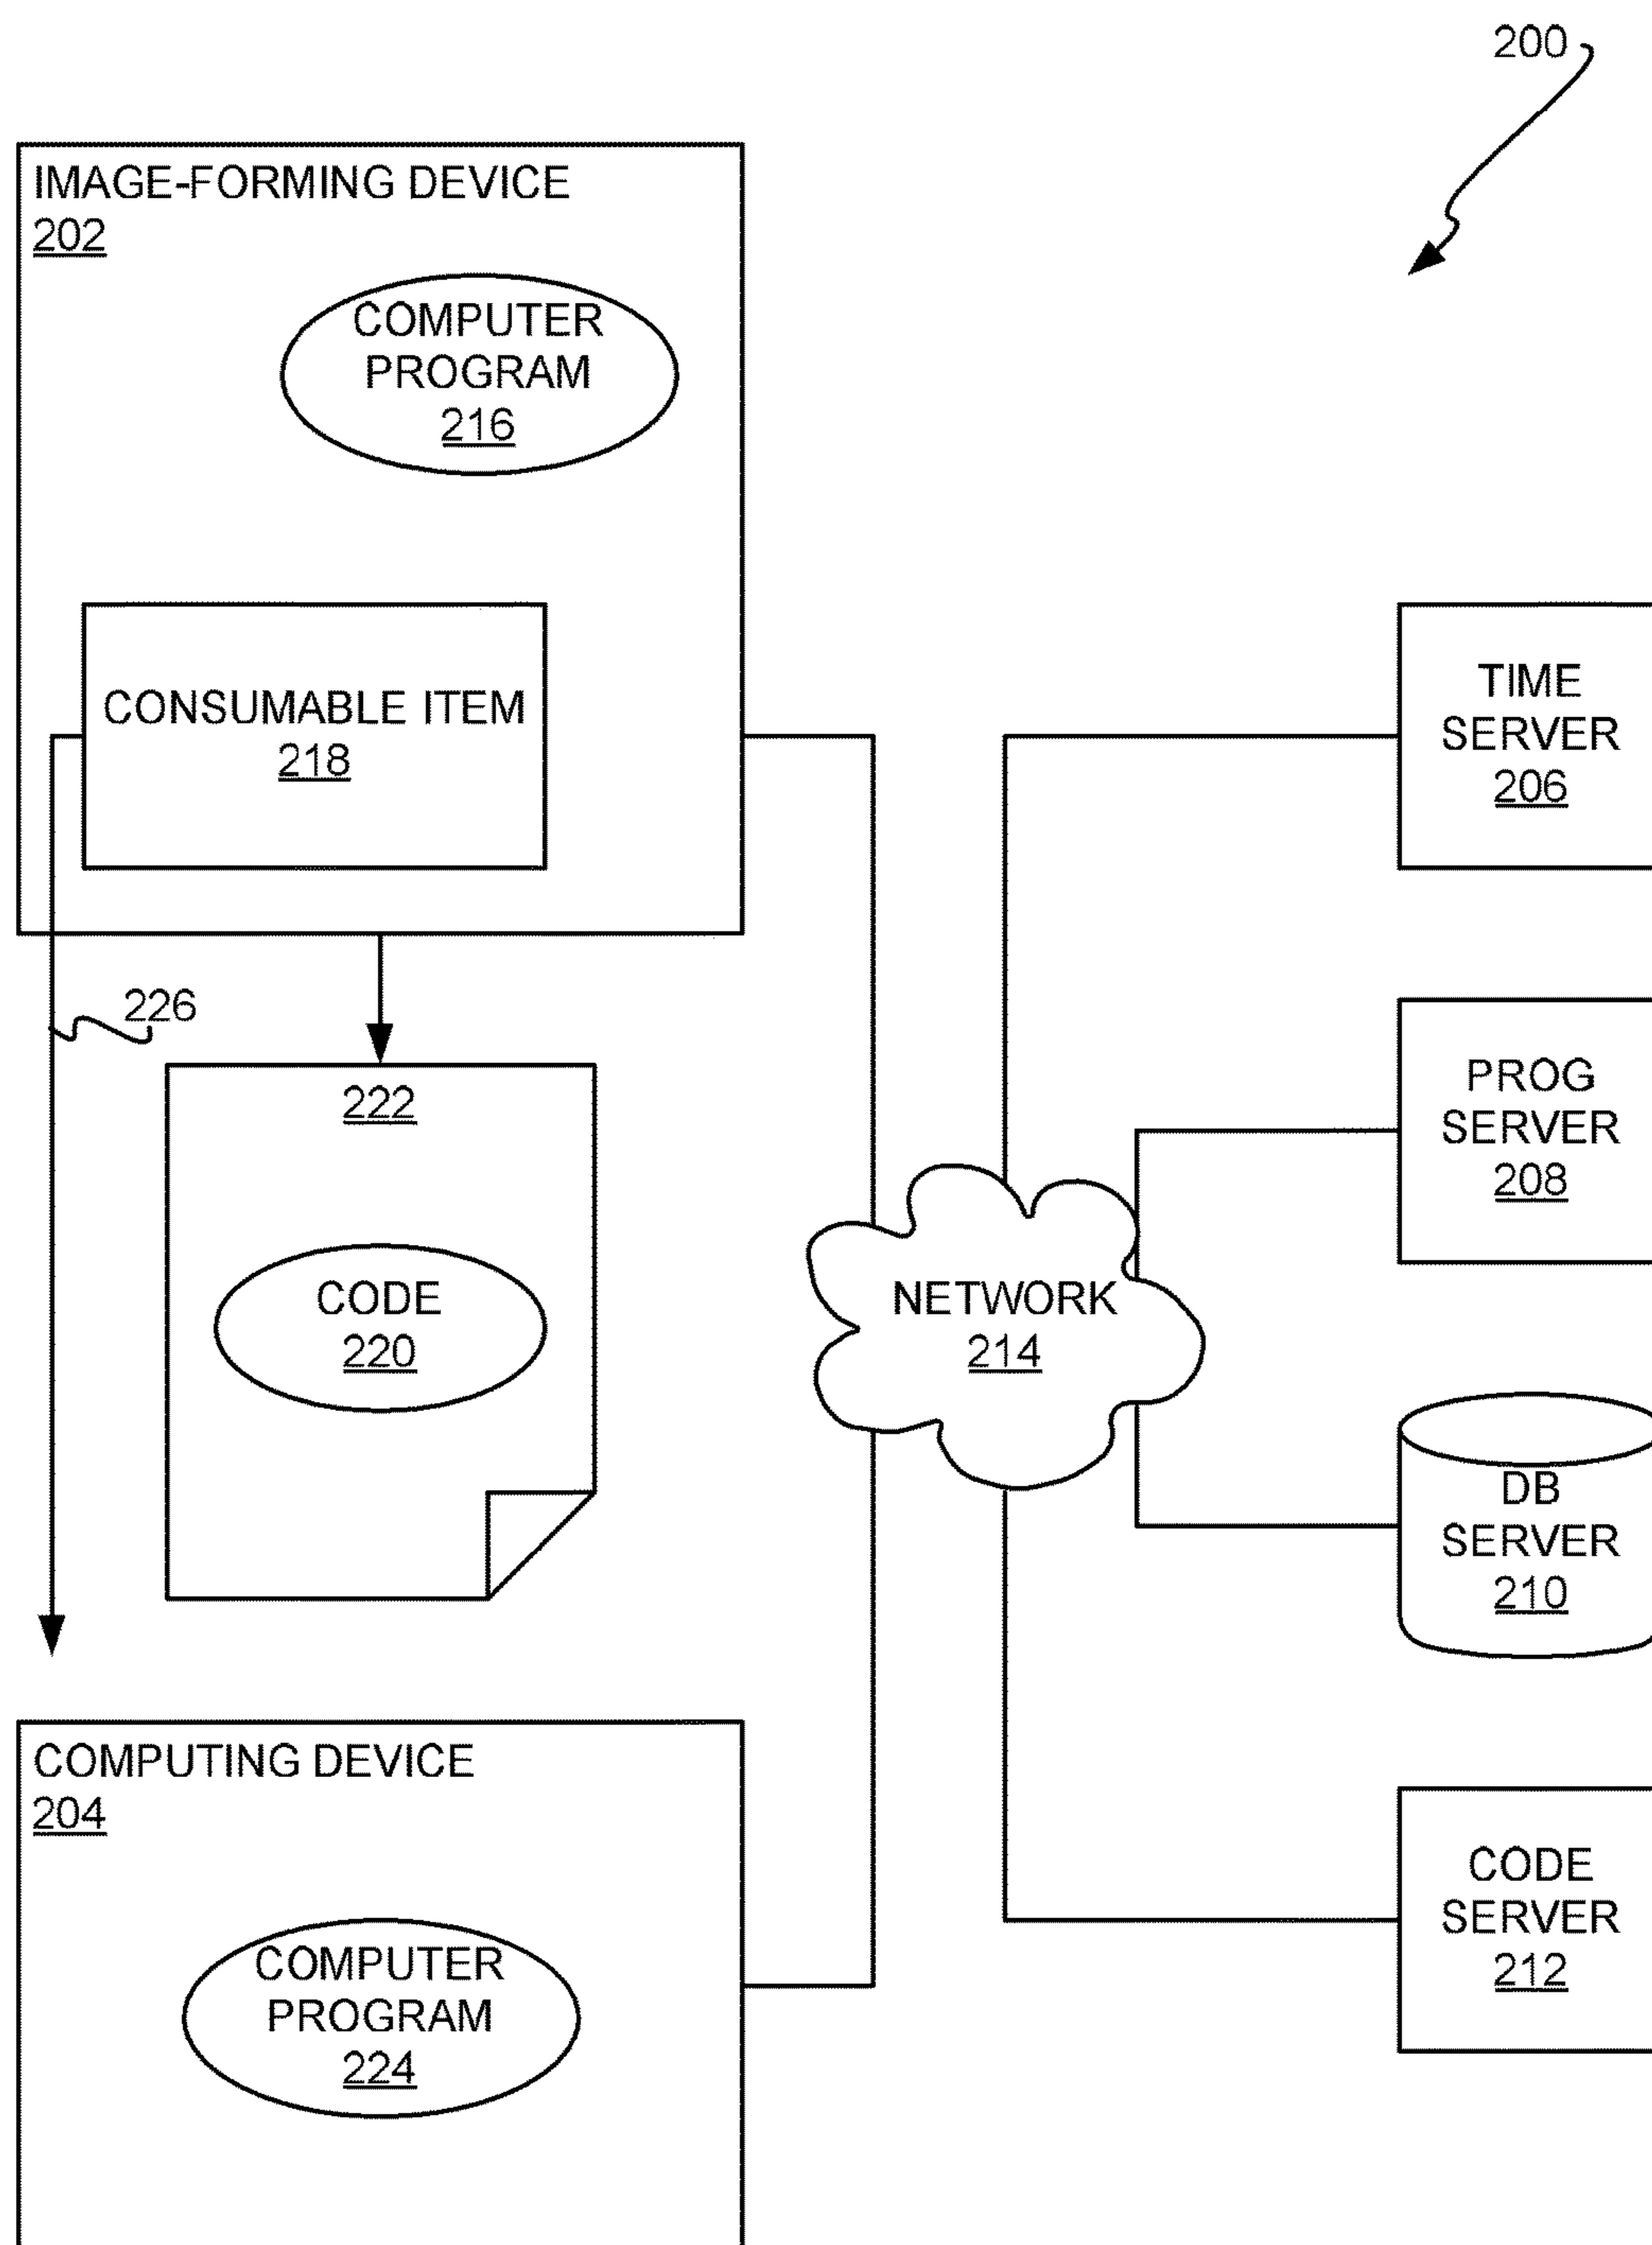 200
IMAGE-FORMING DEVICE
202
COMPUTER
PROGRAM
216
CONSUMABLE ITEM
218
TIME
SERVER
206
226
222
PROG
SERVER
208
CODE
220
NETWORK
214
DB
SERVER
210
COMPUTING DEVICE
204
CODE
SERVER
212
COMPUTER
PROGRAM
224